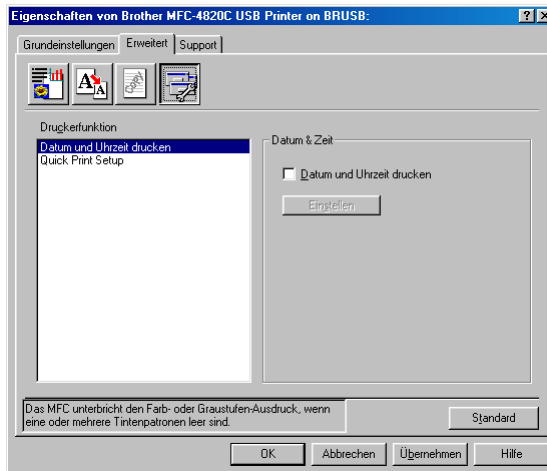 Eigenschaften von Brother MFC-4820C USB Printer on BRUSB:
Grundeinstellungen Erweitert Support
Copy
Druckerfunktion
Datum und Uhrzeit drucken
Quick Print Setup
Datum & Zeit
Datum und Uhrzeit drucken
Einstellen
Das MFC unterbricht den Farb- oder Graustufen-Ausdruck, wenn
eine oder mehrere Tintenpatronen leer sind.
Standard
OK Abbrechen Übernehmen Hilfe